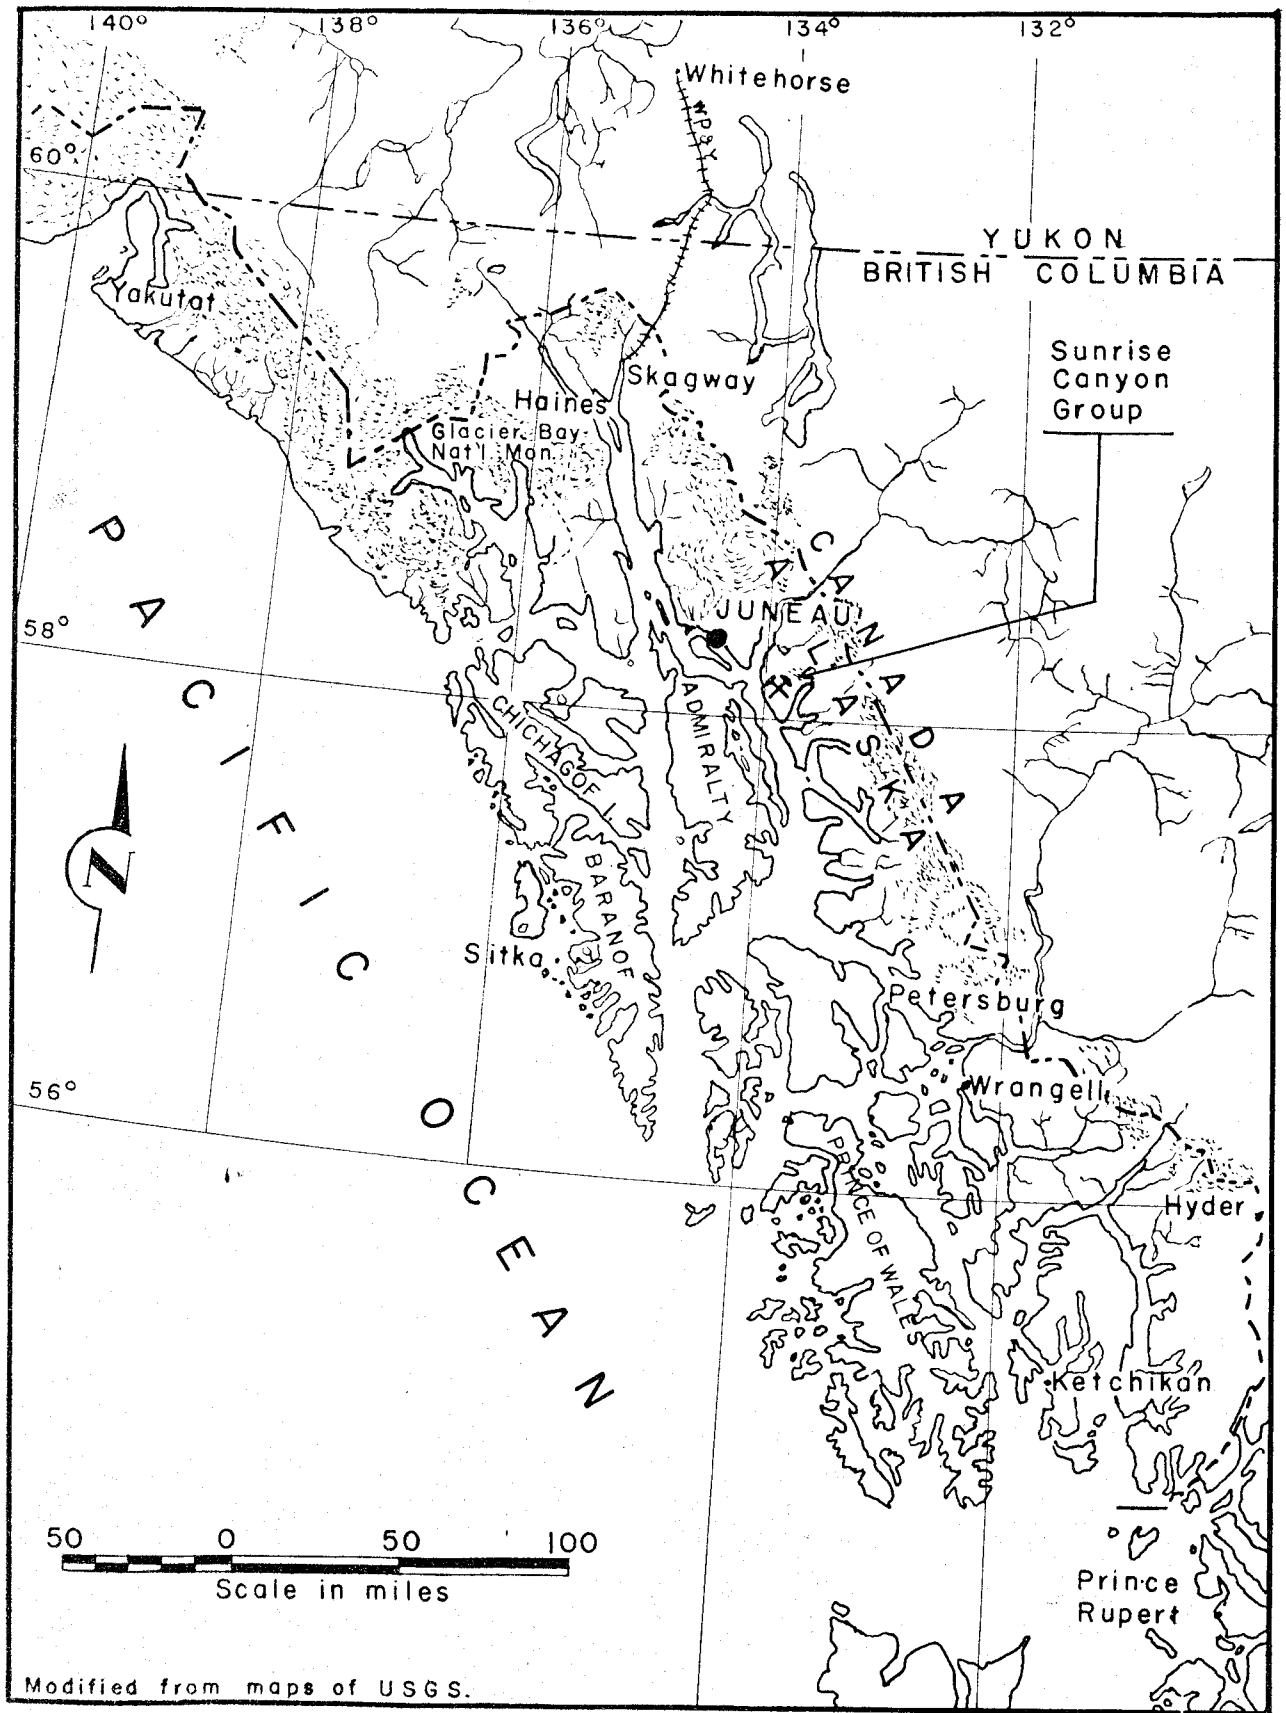 140° 138° 136° 134° 132°
Whitehorse
WP&Y
60°
YUKON
BRITISH COLUMBIA
Yakutat
Sunrise
Canyon
Group
Skagway
Haines
Glacier Bay
Nat'l. Mon.
PACIFIC OCEAN
CANADA
ALASKA
JUNEAU
58°
ADMIRALTY
CHICHAGOF I.
BARANOF
Z
Sitka
Petersburg
Wrangell
56°
PRINCE OF WALES
Hyder
Ketchikan
50 0 50 100
Scale in miles
Prince
Rupert
Modified from maps of USGS.